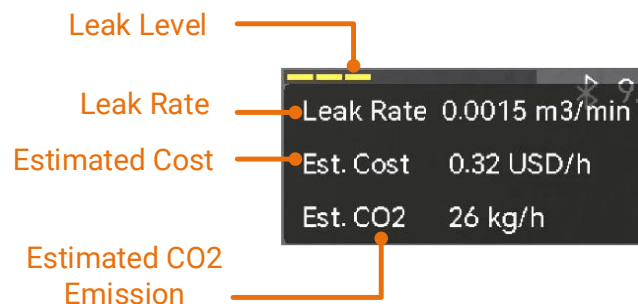 Leak Level
Leak Rate
Leak Rate 0.0015 m3/min
Estimated Cost
Est. Cost 0.32 USD/h
Est. CO2 26 kg/h
Estimated CO2
Emission